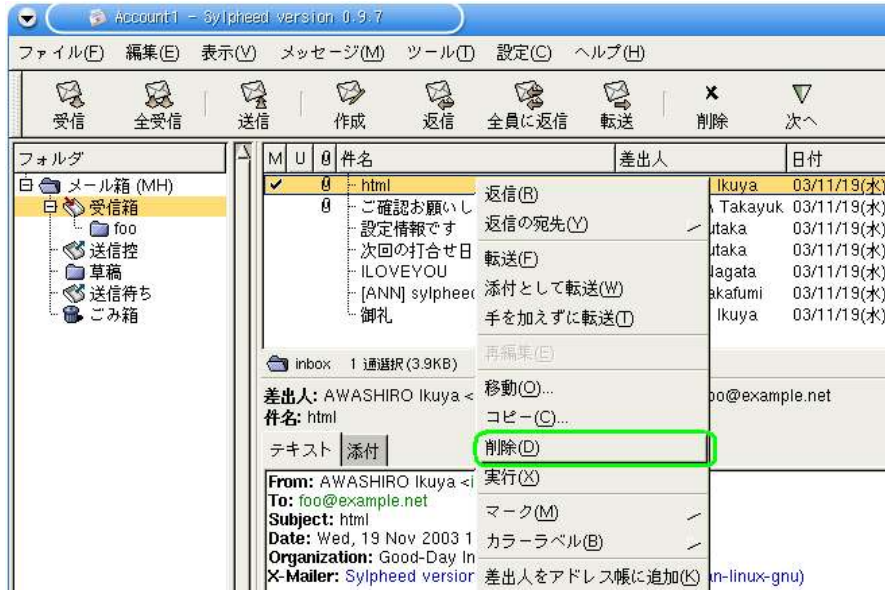 Account1 - Sylpheed version 0.9.7
ファイル(F) 編集(E) 表示(V) メッセージ(M) ツール(T) 設定(C) ヘルプ(H)
受信 全受信 送信 作成 返信 全員に返信 転送 削除 次へ
フォルダ
メール箱 (MH)
受信箱
foo
送信控
草稿
送信待ち
ごみ箱
M U 件名 差出人 日付
html Ikuya 03/11/19(水)
ご確認お願いし Takayuk 03/11/19(水)
設定情報です utaka 03/11/19(水)
次回の打合せ日 utaka 03/11/19(水)
ILOVEYOU Nagata 03/11/19(水)
[ANN] sylpheed akafumi 03/11/19(水)
御礼 Ikuya 03/11/19(水)
inbox 1 通選択(3.9KB)
差出人: AWASHIRO Ikuya < oo@example.net
件名: html
テキスト 添付
From: AWASHIRO Ikuya <i
To: foo@example.net
Subject: html
Date: Wed, 19 Nov 2003 1
Organization: Good-Day In
X-Mailer: Sylpheed version n-linux-gnu)
返信(R)
返信の宛先(Y)
転送(F)
添付として転送(W)
手を加えずに転送(T)
再編集(E)
移動(O)...
コピー(C)...
削除(D)
実行(X)
マーク(M)
カラーラベル(B)
差出人をアドレス帳に追加(K)